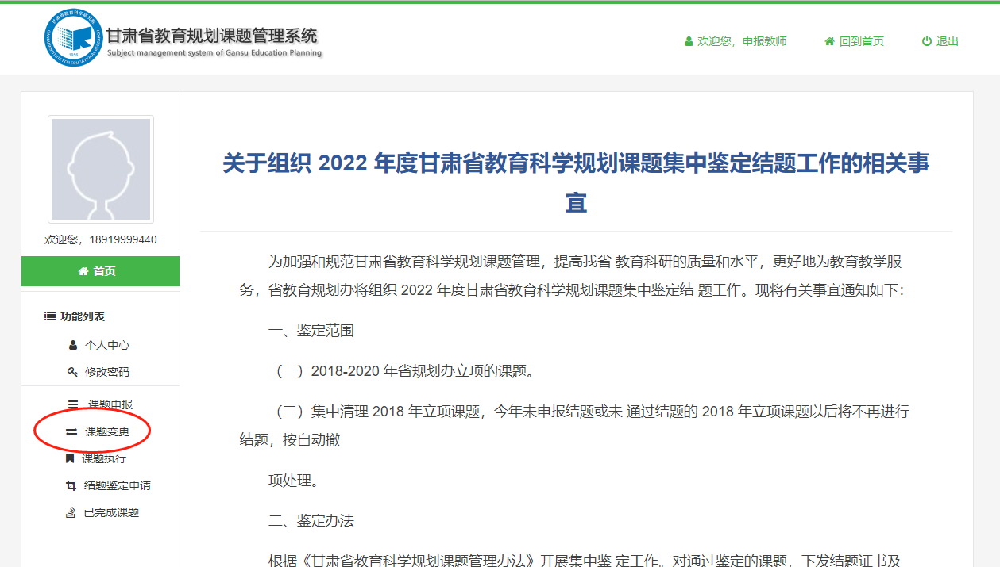 甘肃省教育规划课题管理系统
Subject management system of Gansu Education Planning
欢迎您，申报教师
回到首页
退出
欢迎您，18919999440
首页
功能列表
个人中心
修改密码
课题申报
课题变更
课题执行
结题鉴定申请
已完成课题
关于组织 2022 年度甘肃省教育科学规划课题集中鉴定结题工作的相关事
宜
为加强和规范甘肃省教育科学规划课题管理，提高我省 教育科研的质量和水平，更好地为教育教学服
务，省教育规划办将组织 2022 年度甘肃省教育科学规划课题集中鉴定结 题工作。现将有关事宜通知如下：
一、鉴定范围
（一）2018-2020 年省规划办立项的课题。
（二）集中清理 2018 年立项课题，今年未申报结题或未 通过结题的 2018 年立项课题以后将不再进行
结题，按自动撤
项处理。
二、鉴定办法
根据《甘肃省教育科学规划课题管理办法》开展集中鉴 定工作。对通过鉴定的课题，下发结题证书及